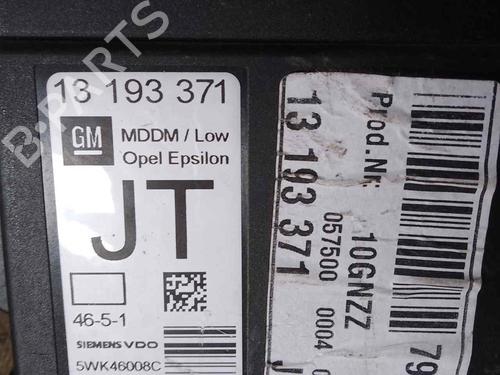 13 193 371
GM
MDDM / Low
Opel Epsilon
JT
46-5-1
SIEMENS VDO
5WK46008C
Prod.Nr:
13 193 371
10GNZZ
057500 0004
79
B-PARTS